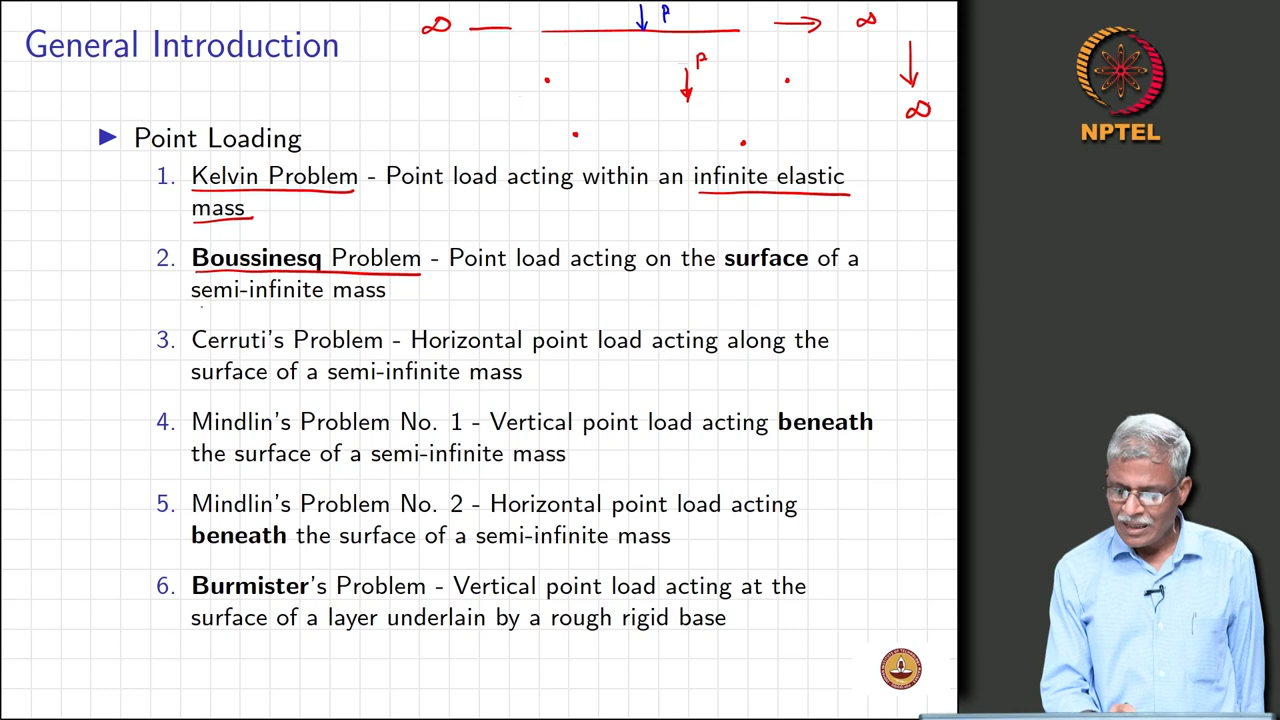 General Introduction
∞ — ↓ P → ∞
↓ P ↓
∞
▶ Point Loading
1. Kelvin Problem - Point load acting within an infinite elastic
mass
2. Boussinesq Problem - Point load acting on the surface of a
semi-infinite mass
3. Cerruti's Problem - Horizontal point load acting along the
surface of a semi-infinite mass
4. Mindlin's Problem No. 1 - Vertical point load acting beneath
the surface of a semi-infinite mass
5. Mindlin's Problem No. 2 - Horizontal point load acting
beneath the surface of a semi-infinite mass
6. Burmister's Problem - Vertical point load acting at the
surface of a layer underlain by a rough rigid base
NPTEL